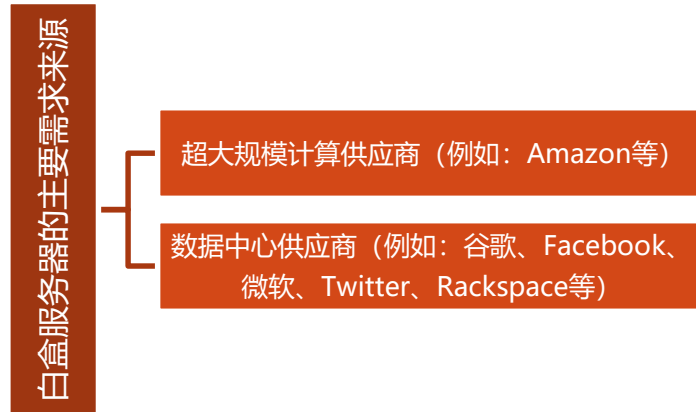 白盒服务器的主要需求来源
超大规模计算供应商（例如：Amazon等）
数据中心供应商（例如：谷歌、Facebook、
微软、Twitter、Rackspace等）